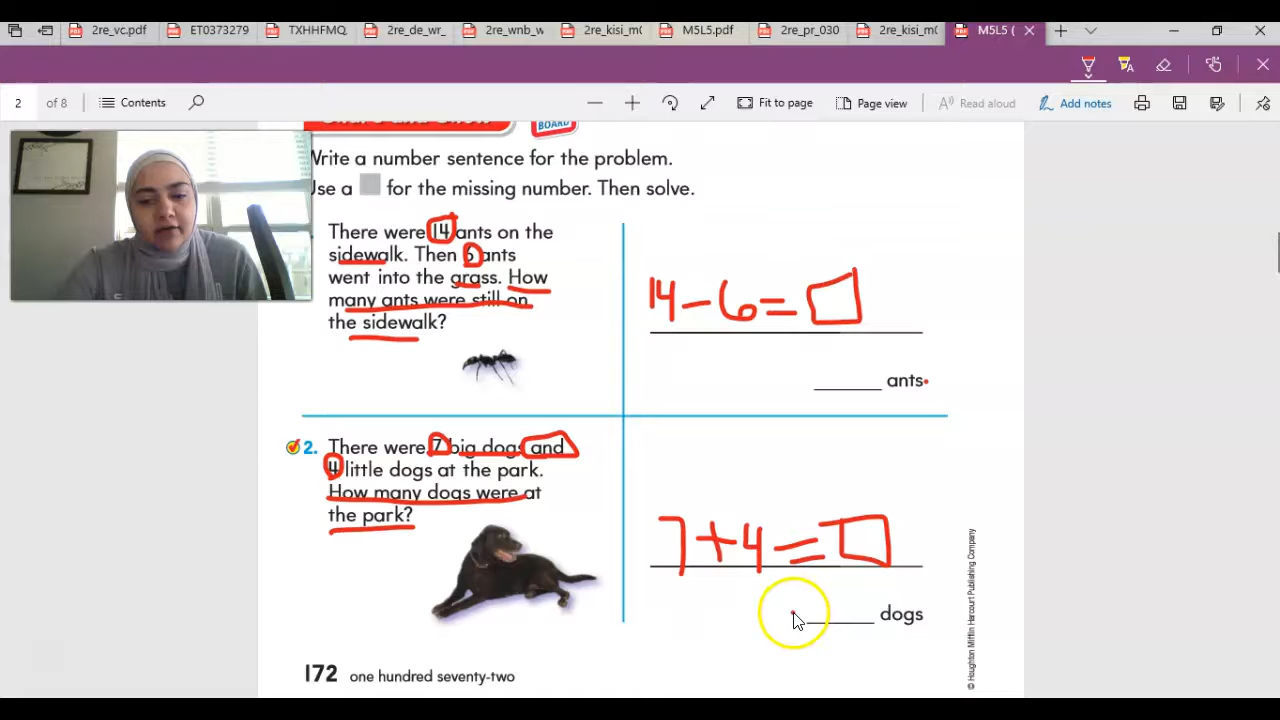 2re_vc.pdf ET0373279 TXHHFMQ. 2re_de_wr_ 2re_wnb_w 2re_kisi_m0 M5L5.pdf 2re_pr_030 2re_kisi_m0 M5L5 (
2 of 8 Contents Fit to page Page view Read aloud Add notes
BOARD
Write a number sentence for the problem.
Use a for the missing number. Then solve.
There were 14 ants on the
sidewalk. Then 6 ants
went into the grass. How
many ants were still on
the sidewalk?
14 - 6 =
ants
2. There were 7 big dogs and
4 little dogs at the park.
How many dogs were at
the park?
7 + 4 =
dogs
172 one hundred seventy-two
© Houghton Mifflin Harcourt Publishing Company